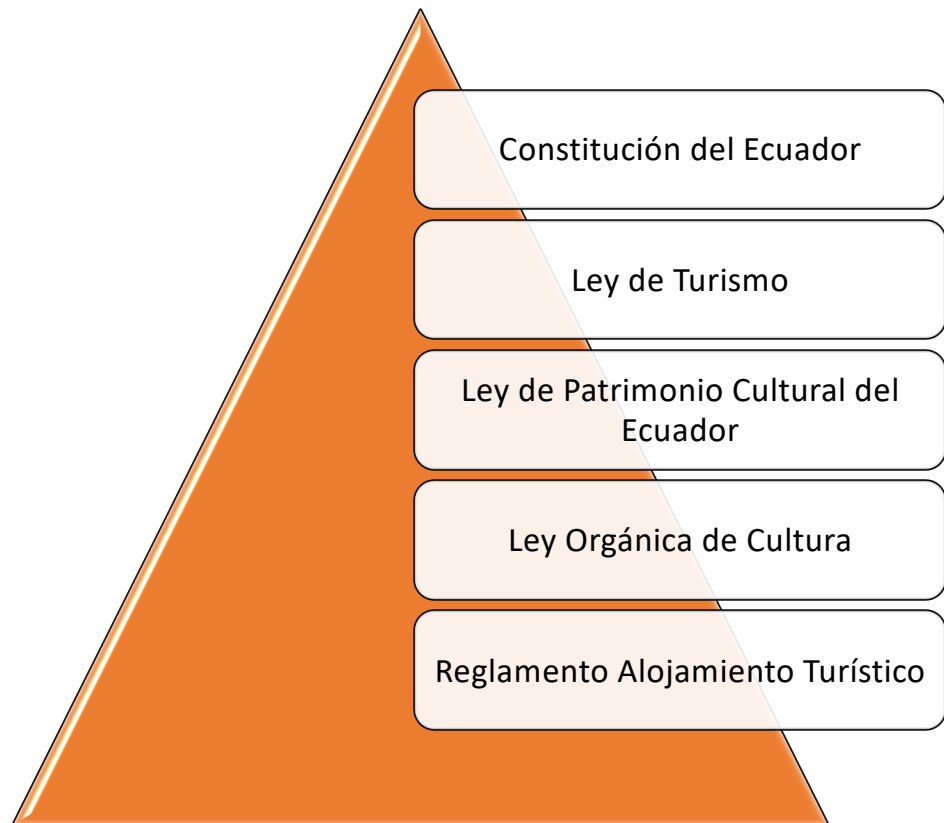 Constitución del Ecuador
Ley de Turismo
Ley de Patrimonio Cultural del
Ecuador
Ley Orgánica de Cultura
Reglamento Alojamiento Turístico